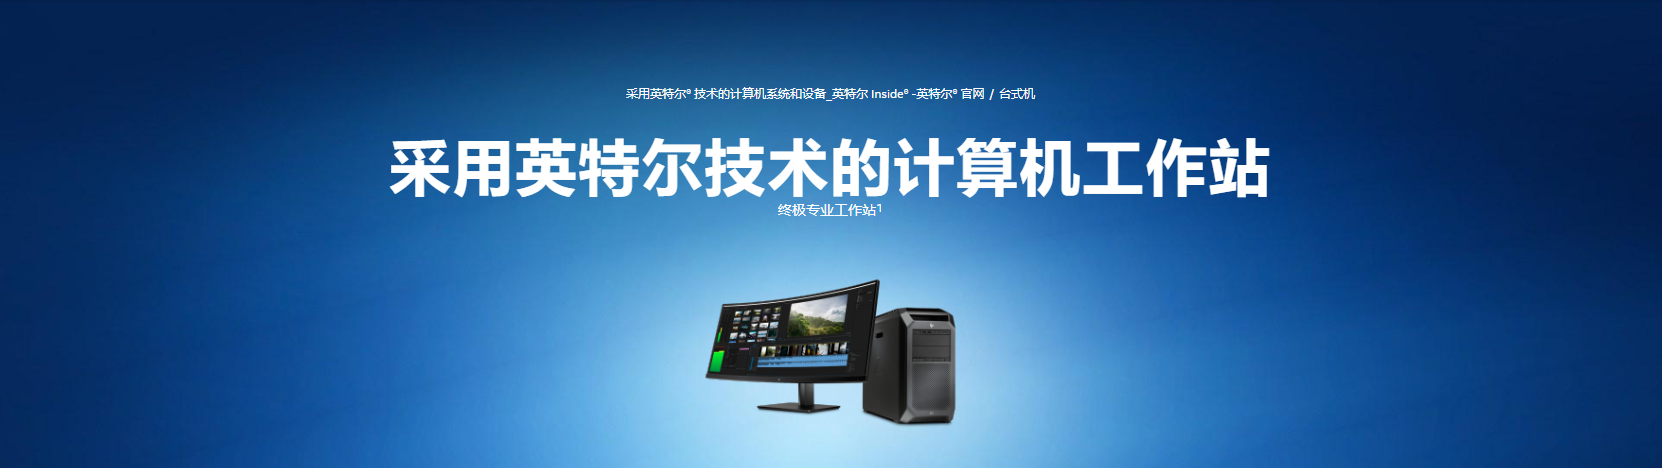 采用英特尔® 技术的计算机系统和设备_英特尔 Inside® -英特尔® 官网 / 台式机
采用英特尔技术的计算机工作站
终极专业工作站¹